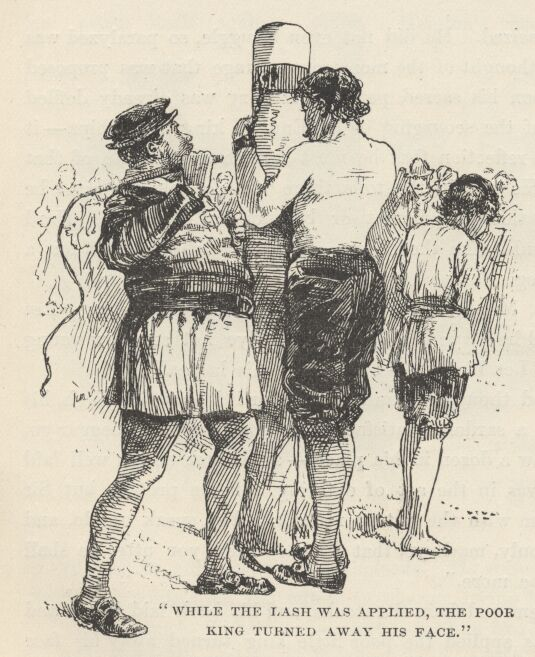 "WHILE THE LASH WAS APPLIED, THE POOR
KING TURNED AWAY HIS FACE."